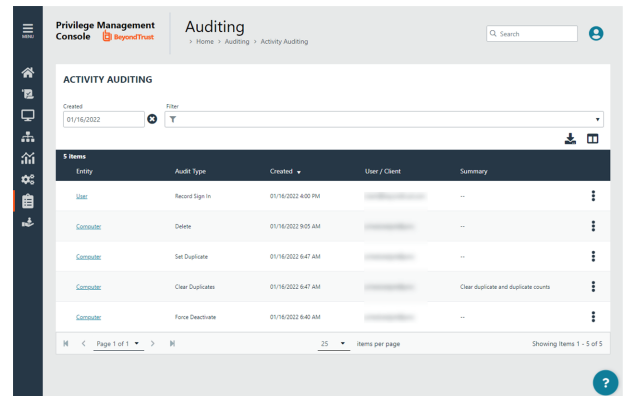 MENU
Privilege Management
Console BeyondTrust
Auditing
› Home › Auditing › Activity Auditing
Search
ACTIVITY AUDITING
Created
Filter
01/16/2022
5 Items
Entity Audit Type Created User / Client Summary
User Record Sign In 01/16/2022 4:00 PM --
Computer Delete 01/16/2022 9:05 AM --
Computer Set Duplicate 01/16/2022 6:47 AM --
Computer Clear Duplicates 01/16/2022 6:47 AM Clear duplicate and duplicate counts
Computer Force Deactivate 01/16/2022 6:40 AM --
Page 1 of 1 25 items per page Showing Items 1 - 5 of 5
?